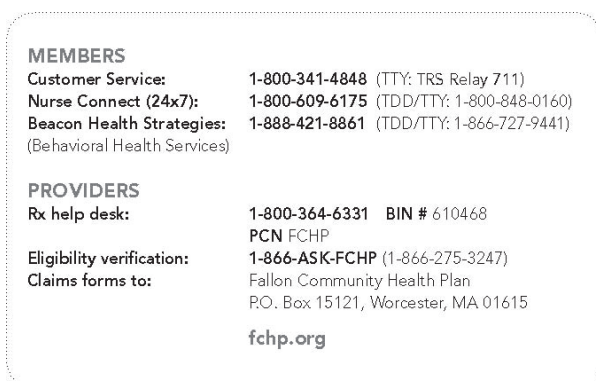 MEMBERS
Customer Service: 1-800-341-4848 (TTY: TRS Relay 711)
Nurse Connect (24x7): 1-800-609-6175 (TDD/TTY: 1-800-848-0160)
Beacon Health Strategies: 1-888-421-8861 (TDD/TTY: 1-866-727-9441)
(Behavioral Health Services)
PROVIDERS
Rx help desk: 1-800-364-6331 BIN # 610468
PCN FCHP
Eligibility verification: 1-866-ASK-FCHP (1-866-275-3247)
Claims forms to: Fallon Community Health Plan
P.O. Box 15121, Worcester, MA 01615
fchp.org